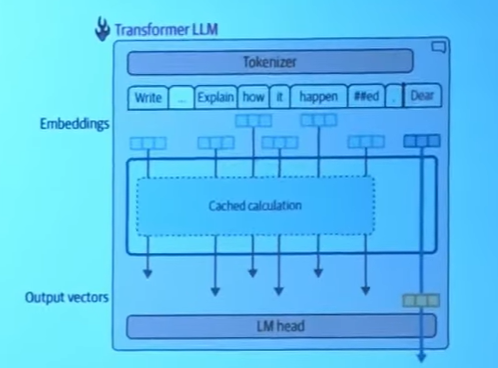 Transformer LLM
Tokenizer
Write ... Explain how it happen ##ed . Dear
Embeddings
Cached calculation
Output vectors
LM head